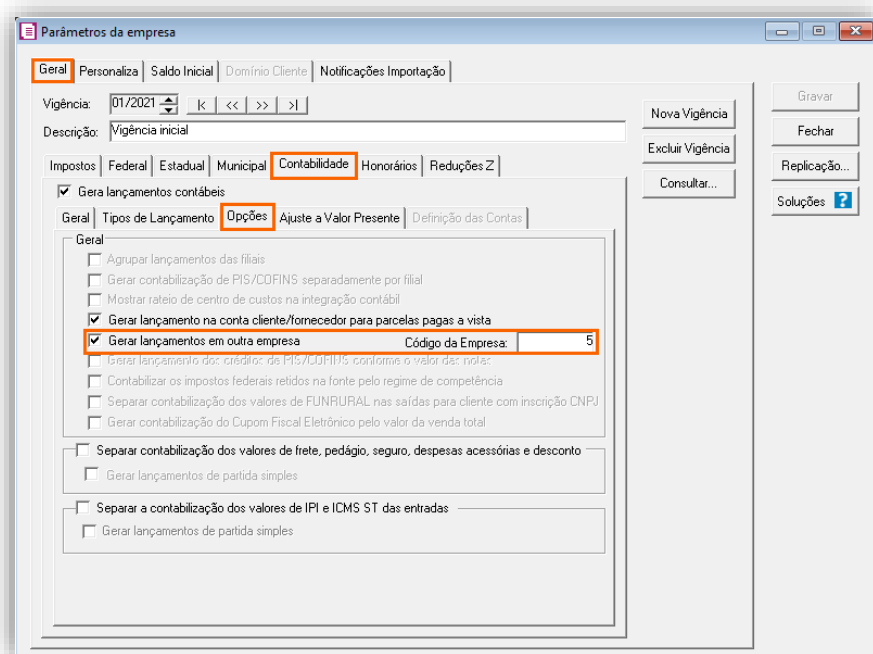 Parâmetros da empresa
Geral Personaliza Saldo Inicial Domínio Cliente Notificações Importação
Vigência: 01/2021 |< << >> >|
Descrição: Vigência inicial
Nova Vigência
Excluir Vigência
Consultar...
Gravar
Fechar
Replicação...
Soluções ?
Impostos Federal Estadual Municipal Contabilidade Honorários Reduções Z
Gera lançamentos contábeis
Geral Tipos de Lançamento Opções Ajuste a Valor Presente Definição das Contas
Geral
Agrupar lançamentos das filiais
Gerar contabilização de PIS/COFINS separadamente por filial
Mostrar rateio de centro de custos na integração contábil
Gerar lançamento na conta cliente/fornecedor para parcelas pagas a vista
Gerar lançamentos em outra empresa Código da Empresa: 5
Gerar lançamento dos créditos de PIS/COFINS conforme o valor das notas
Contabilizar os impostos federais retidos na fonte pelo regime de competência
Separar contabilização dos valores de FUNRURAL nas saídas para cliente com inscrição CNPJ
Gerar contabilização do Cupom Fiscal Eletrônico pelo valor da venda total
Separar contabilização dos valores de frete, pedágio, seguro, despesas acessórias e desconto
Gerar lançamentos de partida simples
Separar a contabilização dos valores de IPI e ICMS ST das entradas
Gerar lançamentos de partida simples